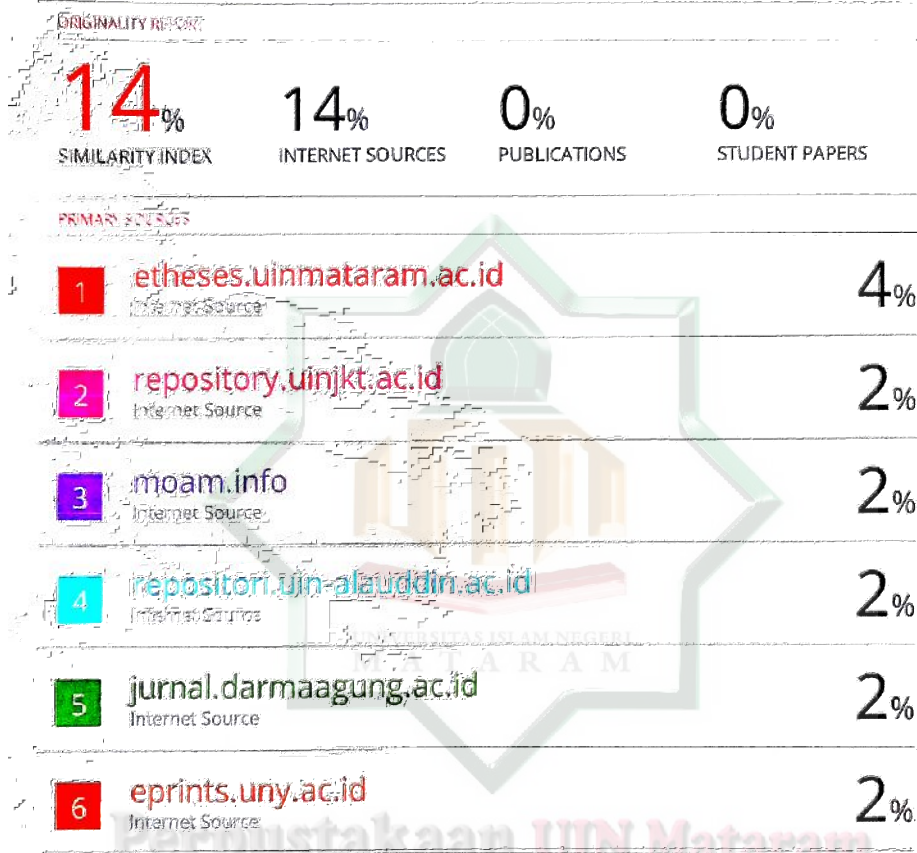 ORIGINALITY REPORT
14% 14% 0% 0%
SIMILARITY INDEX INTERNET SOURCES PUBLICATIONS STUDENT PAPERS
PRIMARY SOURCES
1 etheses.uinmataram.ac.id 4%
Internet Source
2 repository.uinjkt.ac.id 2%
Internet Source
3 moam.info 2%
Internet Source
4 repositori.uin-alauddin.ac.id 2%
Internet Source
UNIVERSITAS ISLAM NEGERI
MATARAM
5 jurnal.darmaagung.ac.id 2%
Internet Source
6 eprints.uny.ac.id 2%
Internet Source
Perpustakaan UIN Mataram